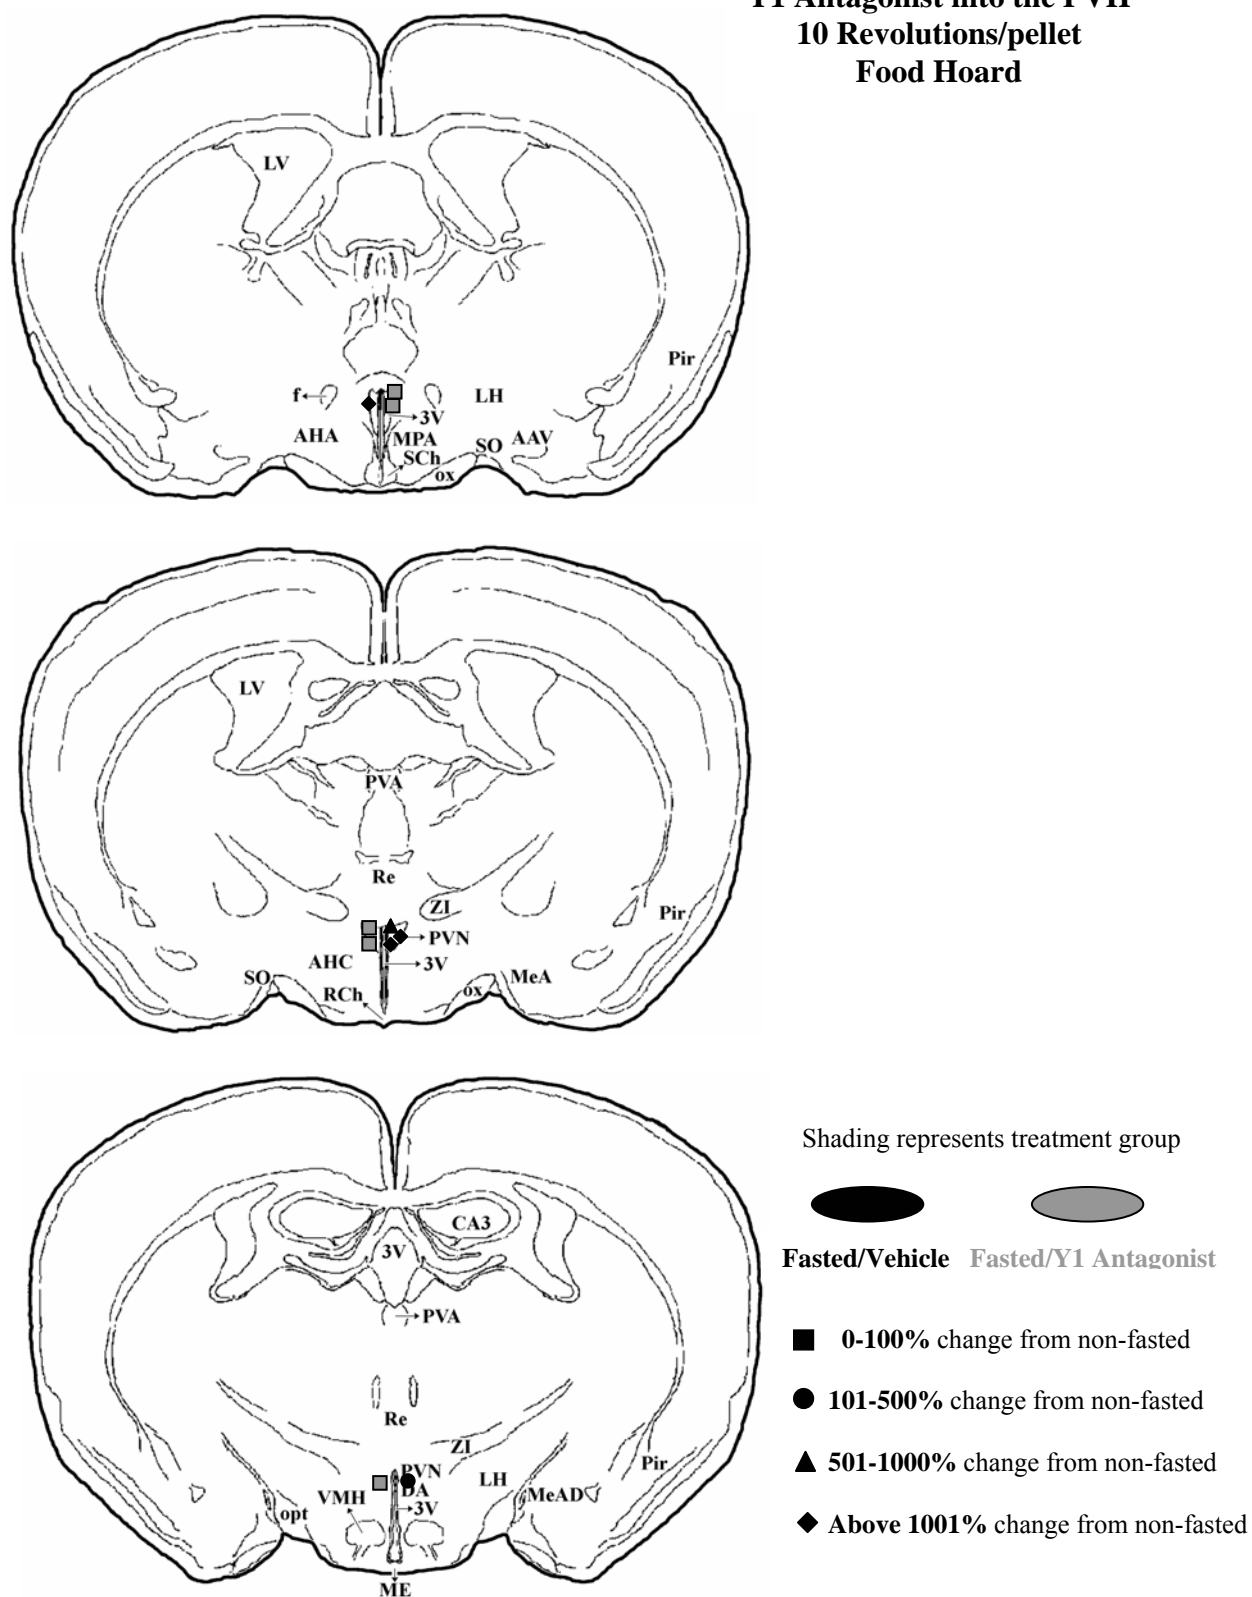 Antagonist into the
10 Revolutions/pellet
Food Hoard
LV
Pir
f
LH
3V
AHA
MPA
SO
AAV
SCh
ox
LV
PVA
Re
ZI
Pir
PVN
AHC
3V
SO
MeA
RCh
ox
CA3
3V
PVA
Re
ZI
Pir
PVN
LH
DA
MeAD
VMH
3V
opt
ME
Shading represents treatment group
Fasted/Vehicle Fasted/Y1 Antagonist
0-100% change from non-fasted
101-500% change from non-fasted
501-1000% change from non-fasted
Above 1001% change from non-fasted